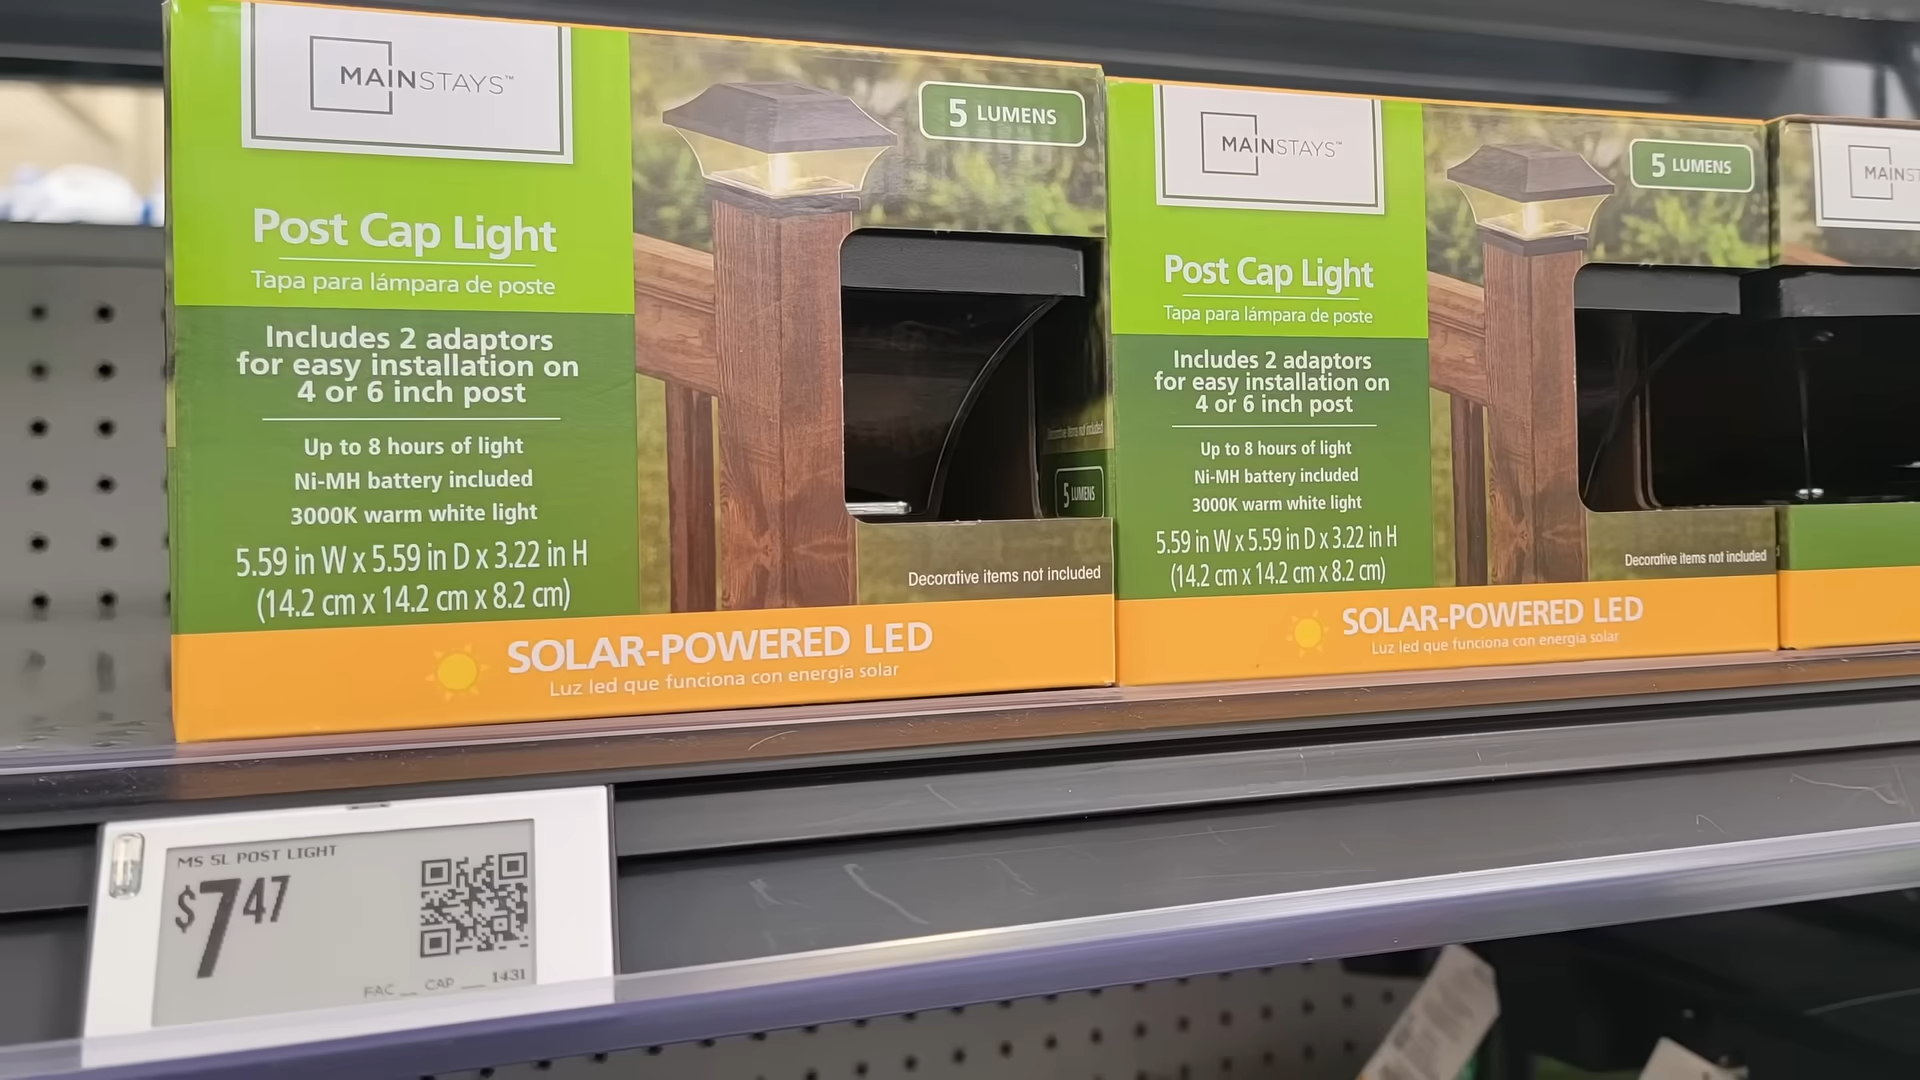 MAINSTAYS™
5 LUMENS
Post Cap Light
Tapa para lámpara de poste
Includes 2 adaptors
for easy installation on
4 or 6 inch post
Up to 8 hours of light
Ni-MH battery included
3000K warm white light
5.59 in W x 5.59 in D x 3.22 in H
(14.2 cm x 14.2 cm x 8.2 cm)
Decorative items not included
5 LUMENS
Decorative items not included
SOLAR-POWERED LED
Luz led que funciona con energía solar
MAINSTAYS™
5 LUMENS
Post Cap Light
Tapa para lámpara de poste
Includes 2 adaptors
for easy installation on
4 or 6 inch post
Up to 8 hours of light
Ni-MH battery included
3000K warm white light
5.59 in W x 5.59 in D x 3.22 in H
(14.2 cm x 14.2 cm x 8.2 cm)
Decorative items not included
SOLAR-POWERED LED
Luz led que funciona con energía solar
MAINST
MS SL POST LIGHT
$7 47
FAC __ CAP __ 1431